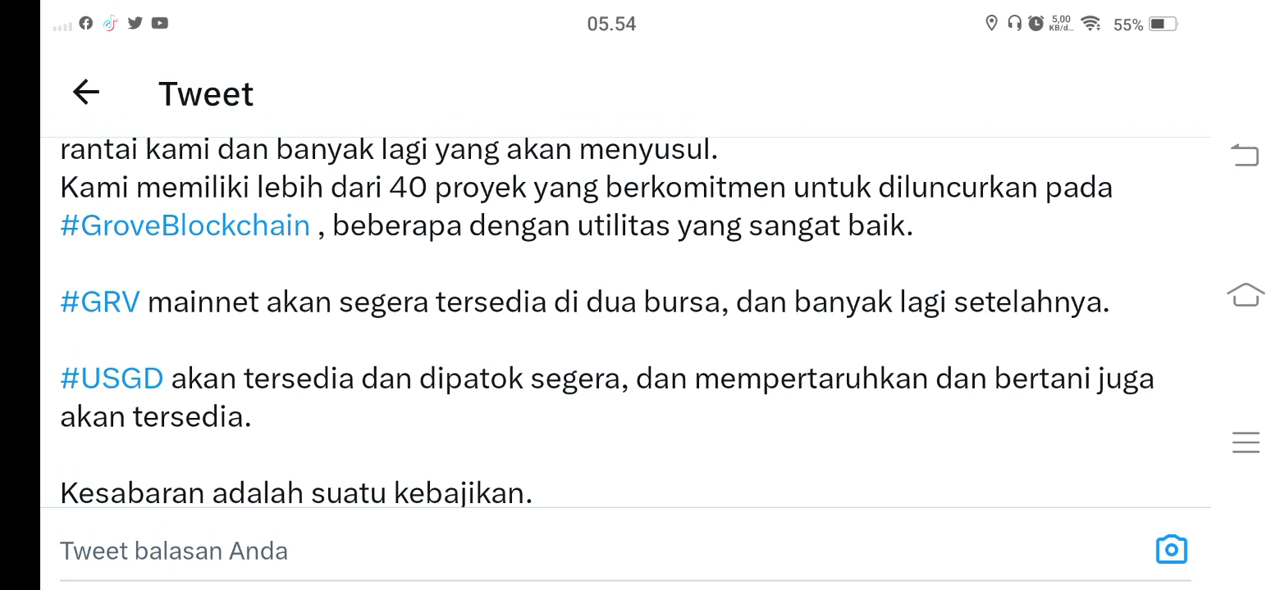 05.54
5,00
KB/d...
55%
Tweet
rantai kami dan banyak lagi yang akan menyusul.
Kami memiliki lebih dari 40 proyek yang berkomitmen untuk diluncurkan pada
#GroveBlockchain , beberapa dengan utilitas yang sangat baik.
#GRV mainnet akan segera tersedia di dua bursa, dan banyak lagi setelahnya.
#USGD akan tersedia dan dipatok segera, dan mempertaruhkan dan bertani juga
akan tersedia.
Kesabaran adalah suatu kebajikan.
Tweet balasan Anda